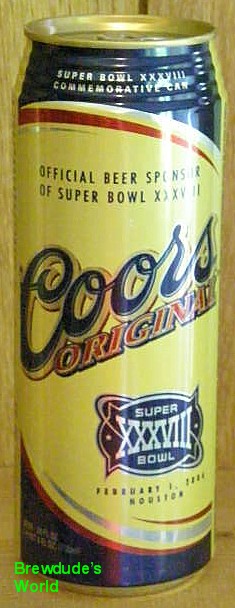 SUPER BOWL XXXVIII
COMMEMORATIVE CAN
OFFICIAL BEER SPONSOR
OF SUPER BOWL XXXVIII
Coors
ORIGINAL
SUPER
XXXVIII
BOWL
FEBRUARY 1, 2004
HOUSTON
Brewdude's
World